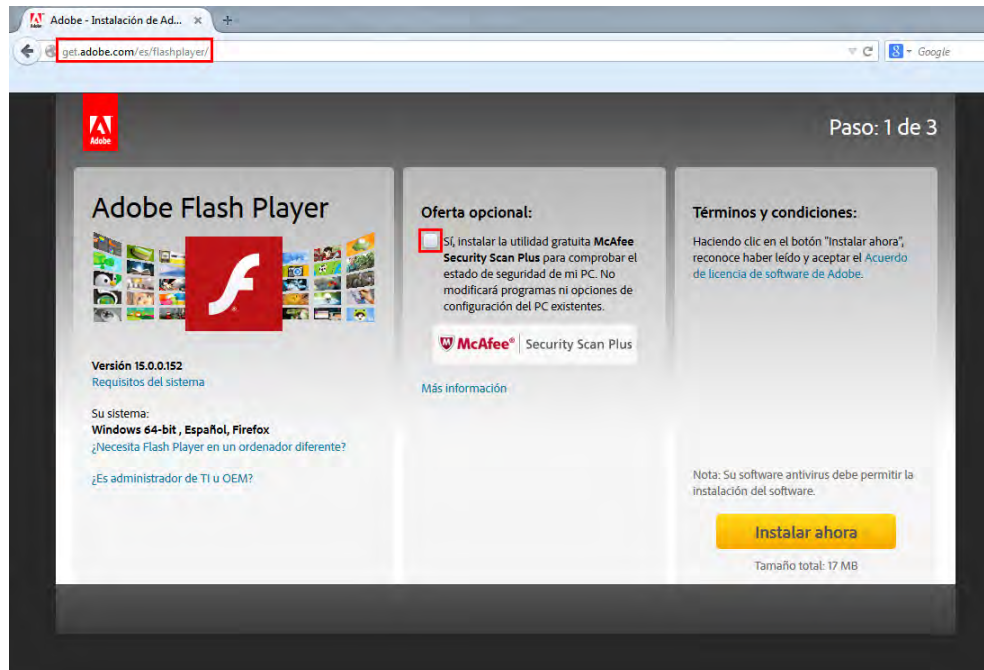 Adobe - Instalación de Ad...
get.adobe.com/es/flashplayer/
Google
Adobe
Paso: 1 de 3
Adobe Flash Player
Versión 15.0.0.152
Requisitos del sistema
Su sistema:
Windows 64-bit , Español, Firefox
¿Necesita Flash Player en un ordenador diferente?
¿Es administrador de TI u OEM?
Oferta opcional:
Sí, instalar la utilidad gratuita McAfee
Security Scan Plus para comprobar el
estado de seguridad de mi PC. No
modificará programas ni opciones de
configuración del PC existentes.
McAfee® Security Scan Plus
Más información
Términos y condiciones:
Haciendo clic en el botón "Instalar ahora",
reconoce haber leído y aceptar el Acuerdo
de licencia de software de Adobe.
Nota: Su software antivirus debe permitir la
instalación del software.
Instalar ahora
Tamaño total: 17 MB